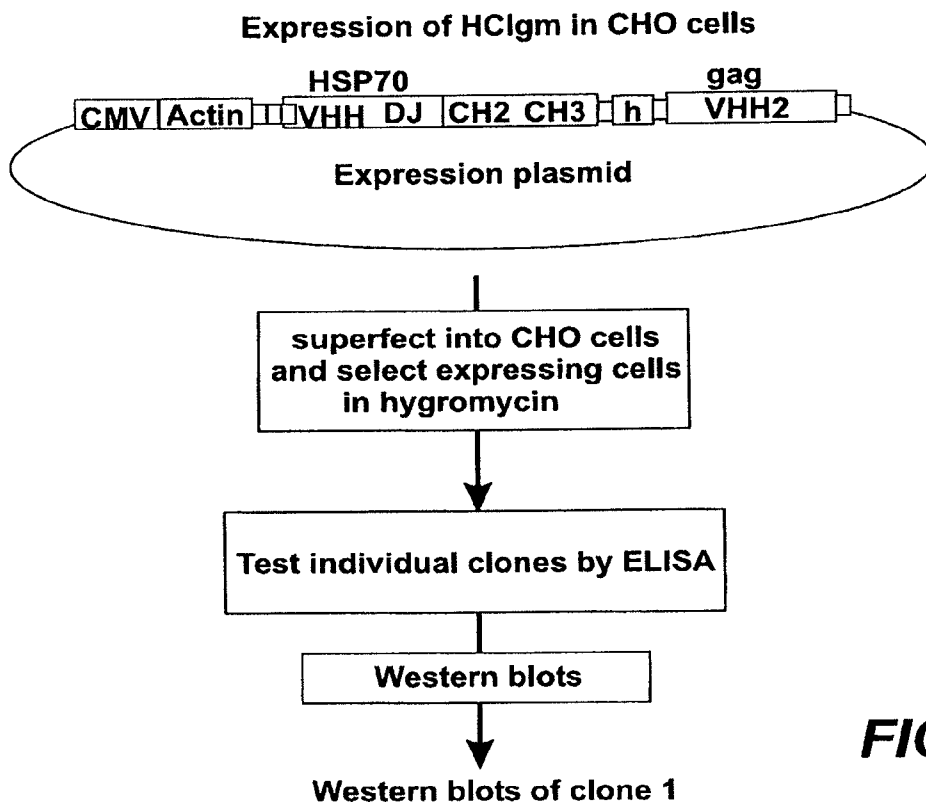 Expression of HClgm in CHO cells
HSP70 gag
CMV Actin VHH DJ CH2 CH3 h VHH2
Expression plasmid
superfect into CHO cells
and select expressing cells
in hygromycin
Test individual clones by ELISA
Western blots
FIG
Western blots of clone 1